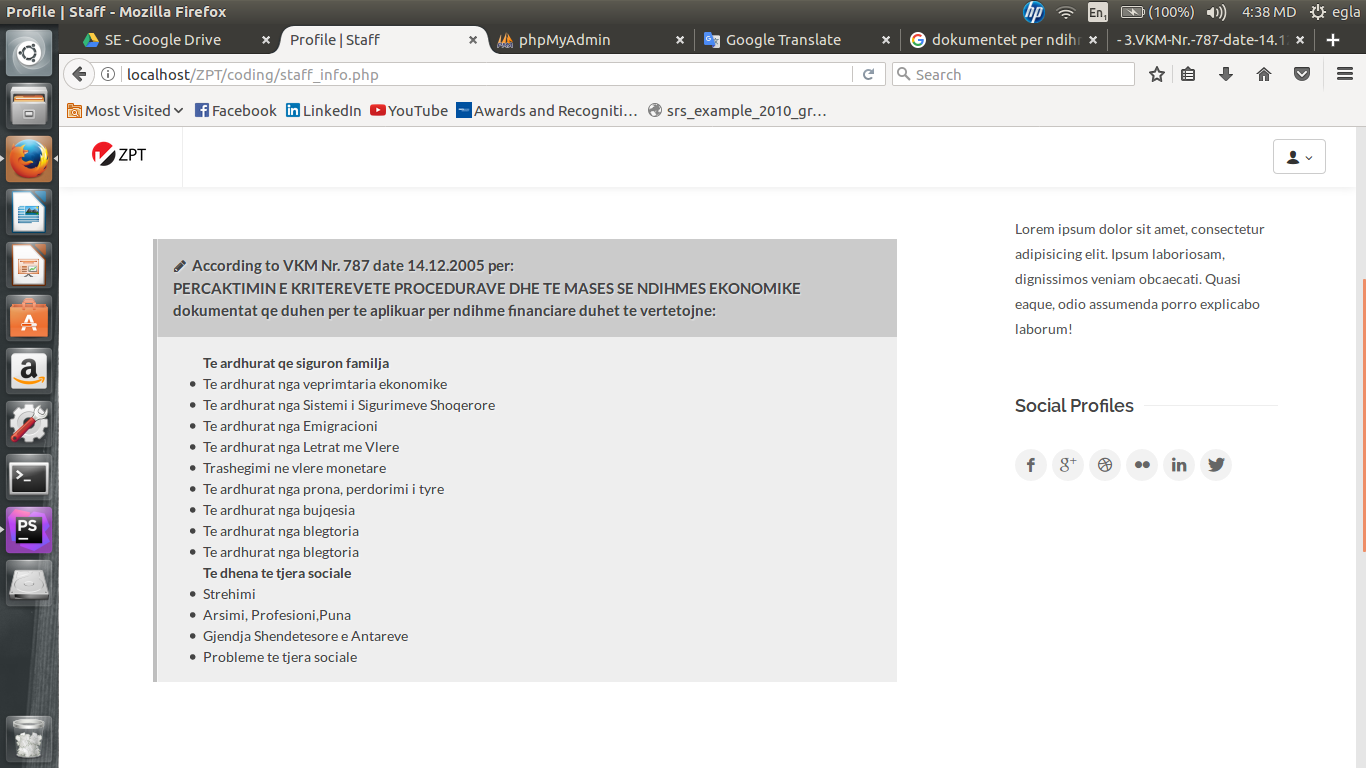 Profile | Staff - Mozilla Firefox
En1 (100%) 4:38 MD egla
SE - Google Drive
Profile | Staff
phpMyAdmin
Google Translate
dokumentet per ndihr
- 3.VKM-Nr.-787-date-14.1
localhost/ZPT/coding/staff_info.php
Search
Most Visited
Facebook
LinkedIn
YouTube
Awards and Recogniti...
srs_example_2010_gr...
ZPT
According to VKM Nr. 787 date 14.12.2005 per:
PERCAKTIMIN E KRITEREVETE PROCEDURAVE DHE TE MASES SE NDIHMES EKONOMIKE
dokumentat qe duhen per te aplikuar per ndihme financiare duhet te vertetojne:
Te ardhurat qe siguron familja
Te ardhurat nga veprimtaria ekonomike
Te ardhurat nga Sistemi i Sigurimeve Shoqerore
Te ardhurat nga Emigracioni
Te ardhurat nga Letrat me Vlere
Trashegimi ne vlere monetare
Te ardhurat nga prona, perdorimi i tyre
Te ardhurat nga bujqesia
Te ardhurat nga blegtoria
Te ardhurat nga blegtoria
Te dhena te tjera sociale
Strehimi
Arsimi, Profesioni,Puna
Gjendja Shendetesore e Antareve
Probleme te tjera sociale
Lorem ipsum dolor sit amet, consectetur
adipisicing elit. Ipsum laboriosam,
dignissimos veniam obcaecati. Quasi
eaque, odio assumenda porro explicabo
laborum!
Social Profiles